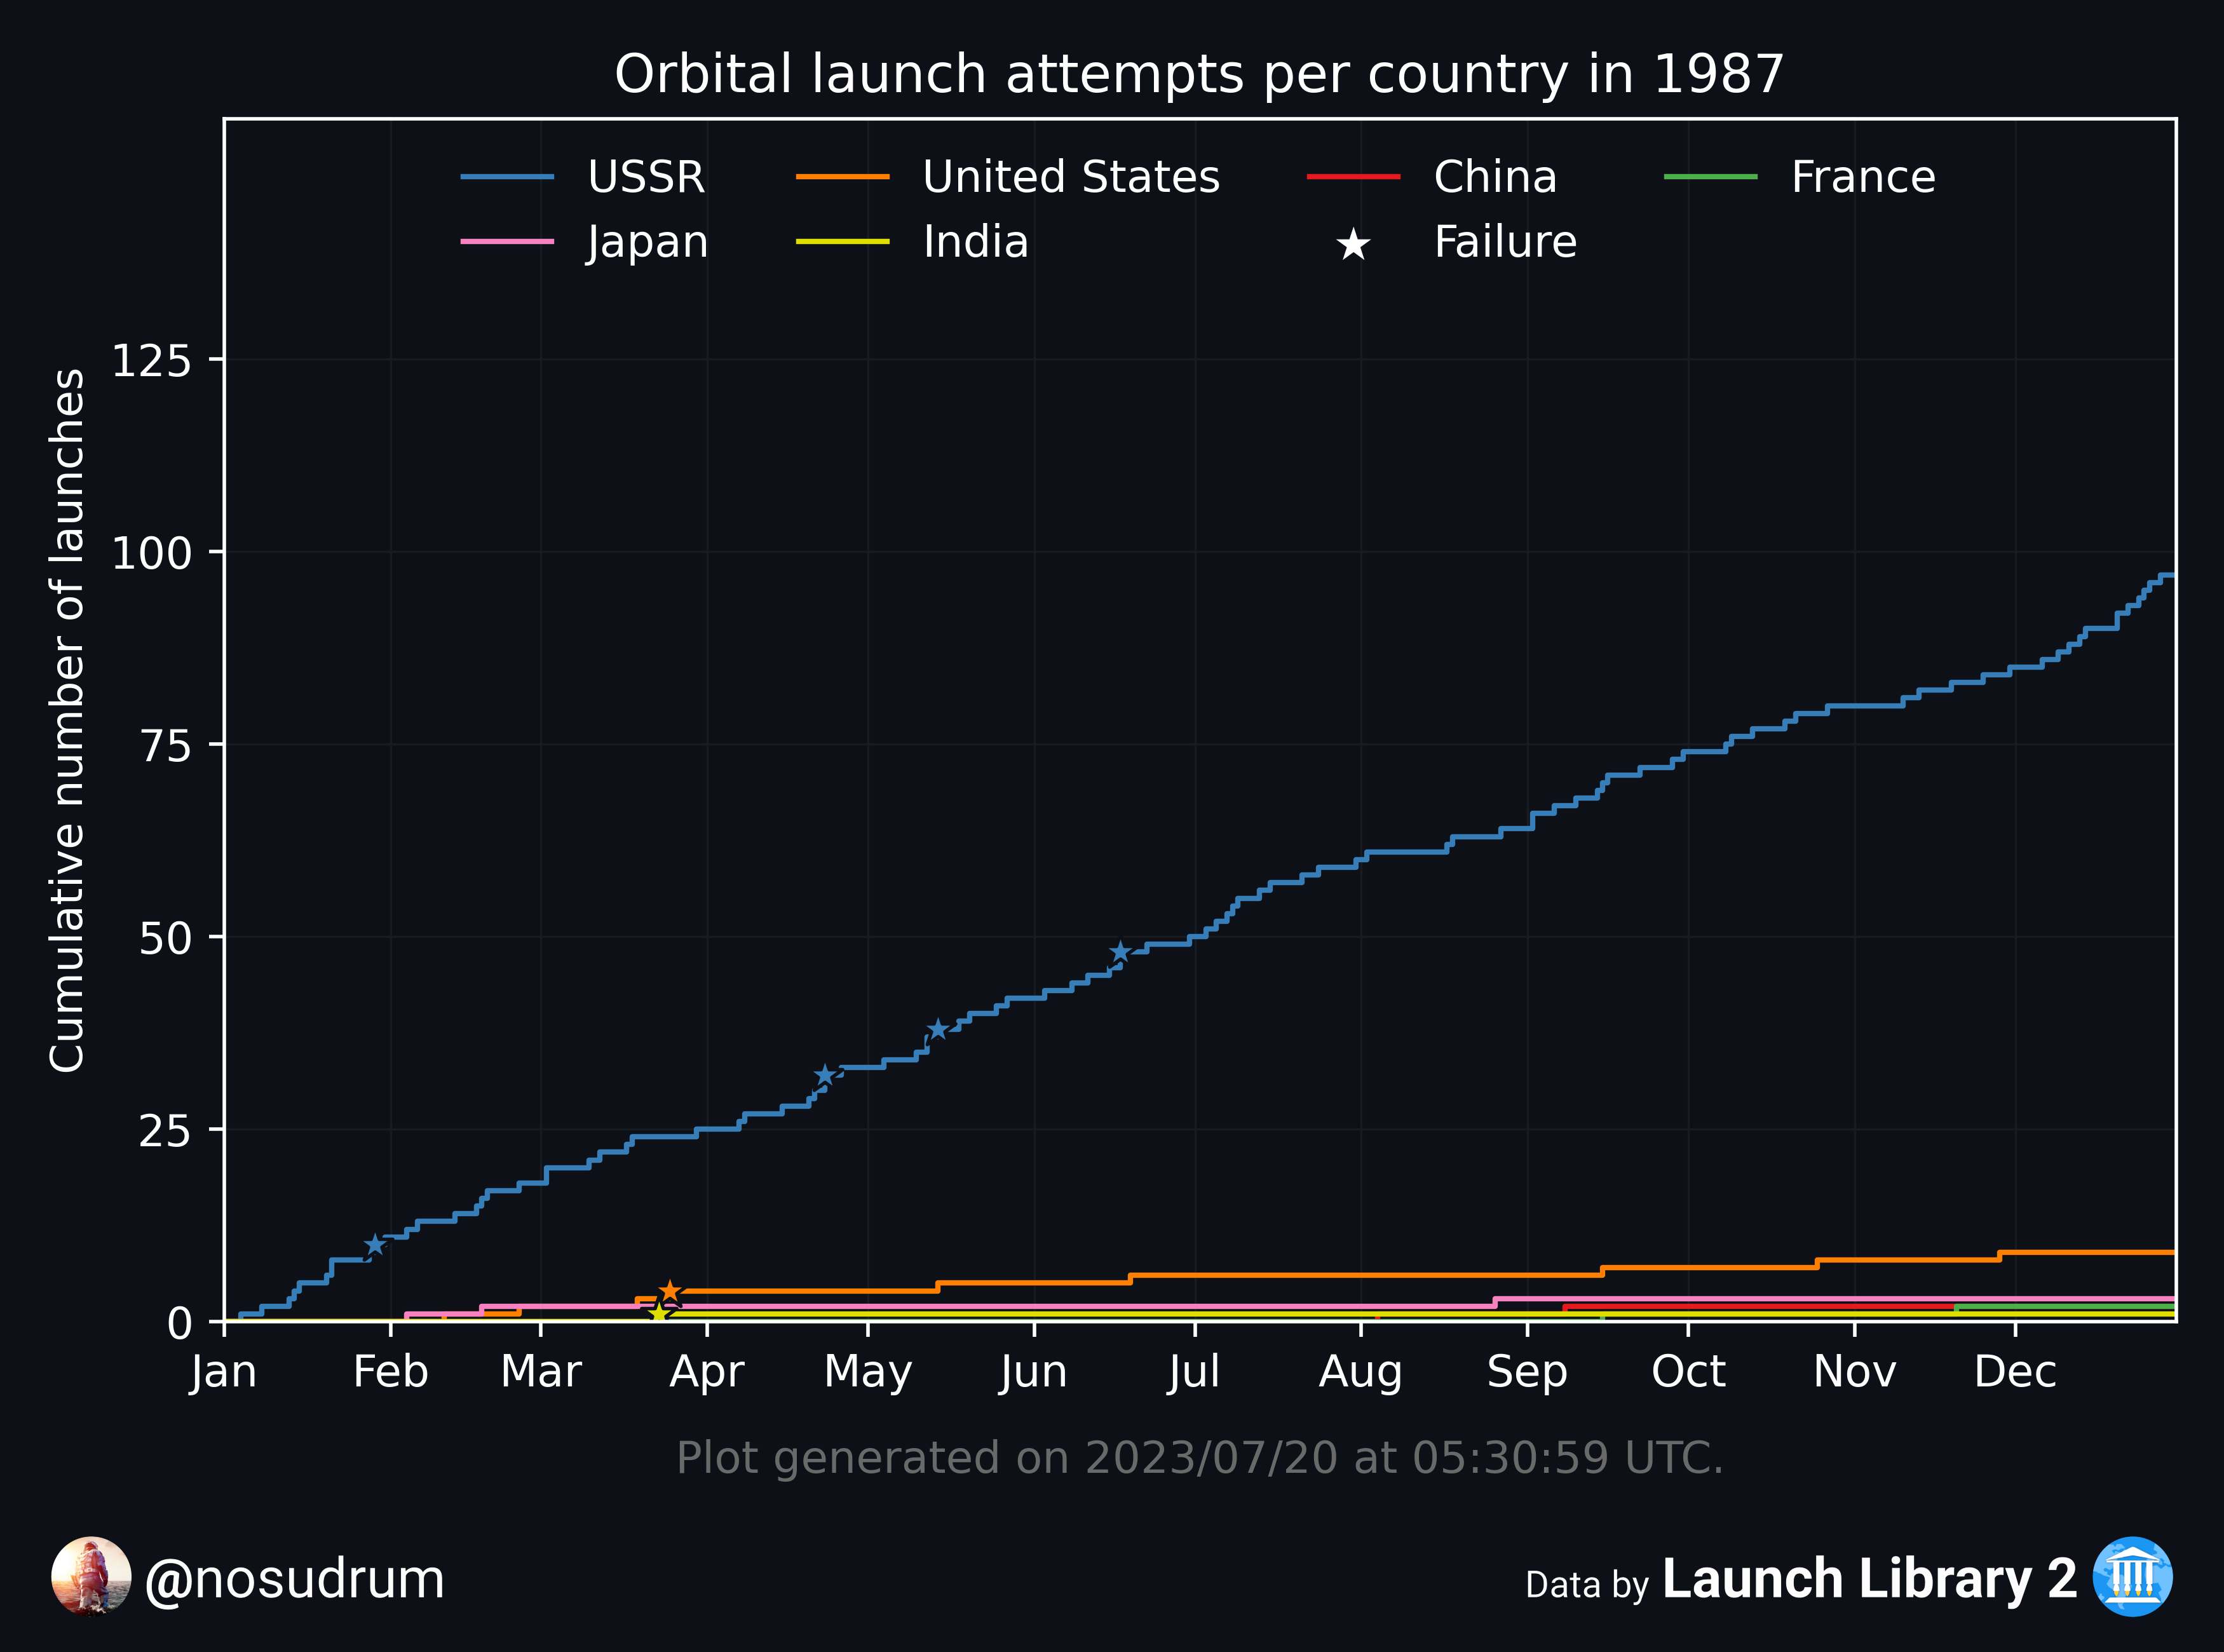 Orbital launch attempts per country in 1987
USSR United States China France
Japan India Failure
Cumulative number of launches
125
100
75
50
25
0
Jan Feb Mar Apr May Jun Jul Aug Sep Oct Nov Dec
Plot generated on 2023/07/20 at 05:30:59 UTC.
@nosudrum
Data by Launch Library 2